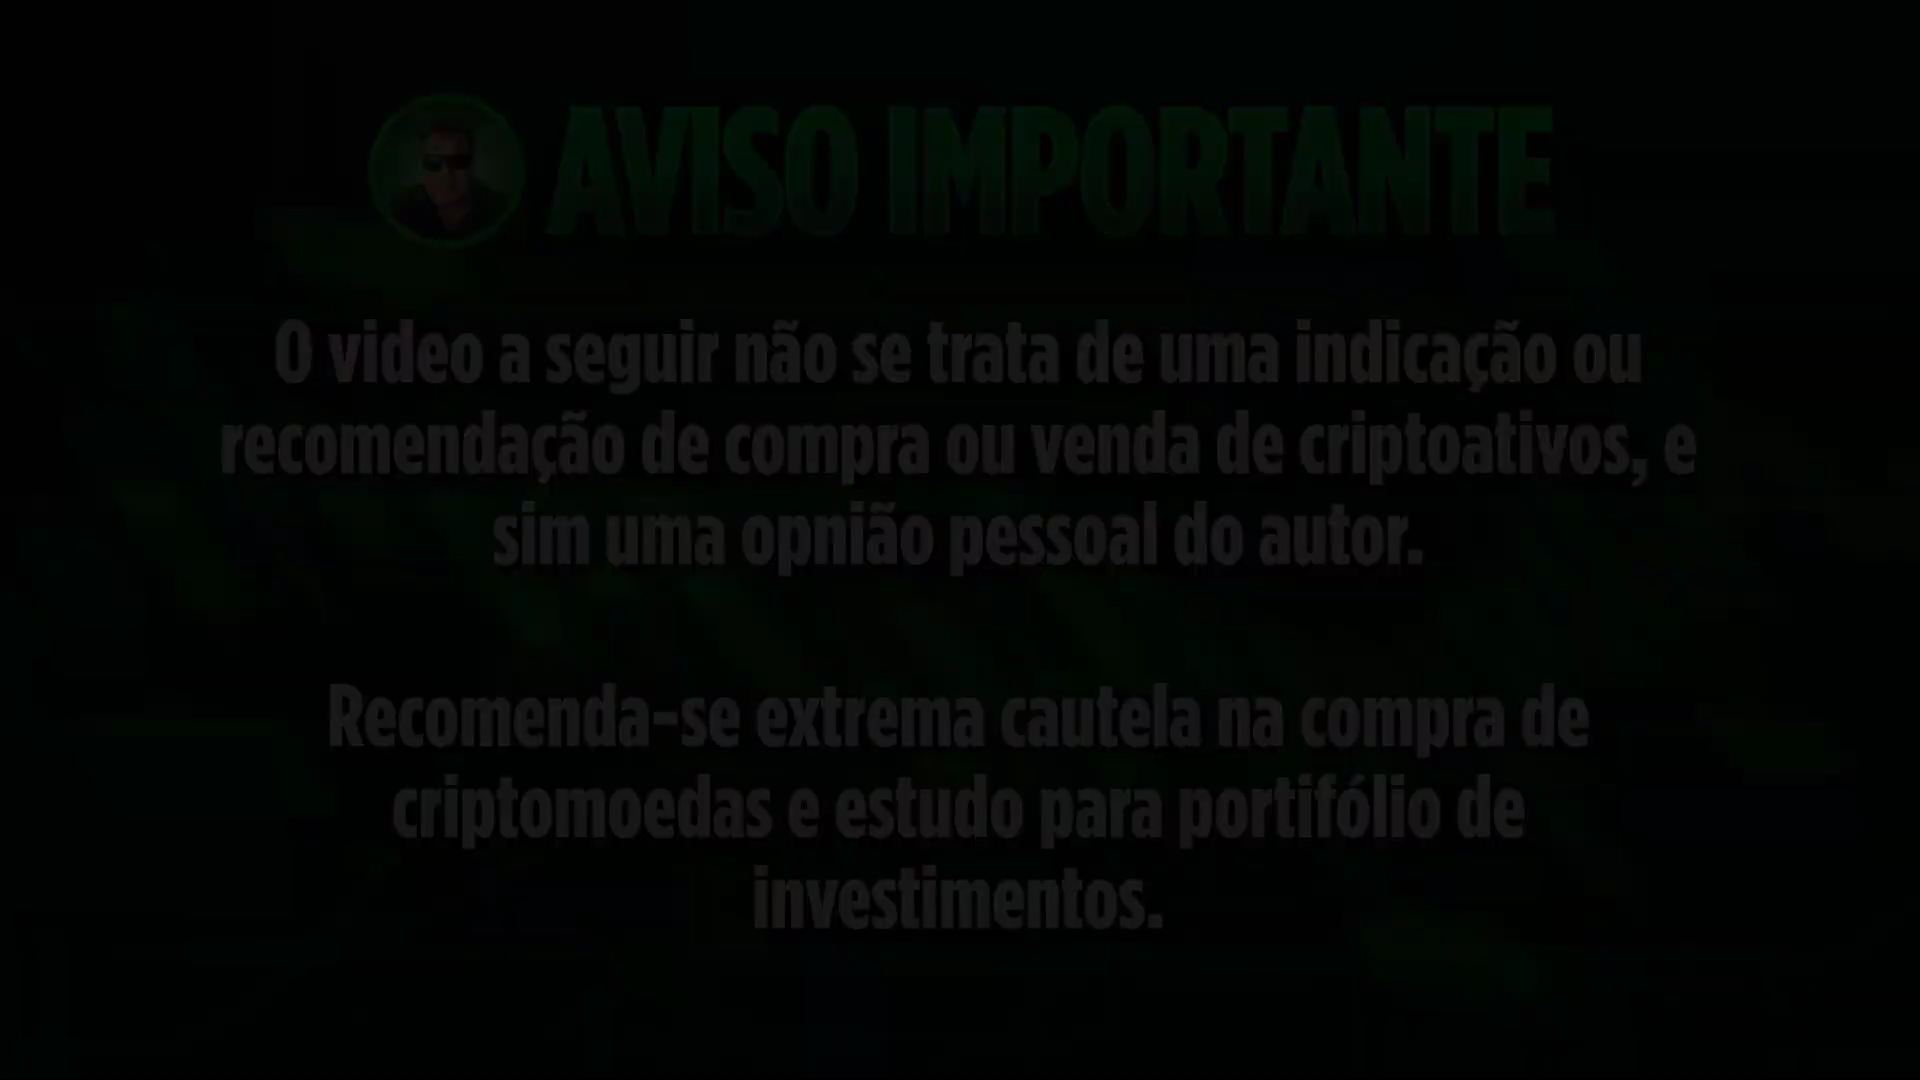 AVISO IMPORTANTE
O video a seguir não se trata de uma indicação ou
recomendação de compra ou venda de criptoativos, e
sim uma opnião pessoal do autor.
Recomenda-se extrema cautela na compra de
criptomoedas e estudo para portifólio de
investimentos.